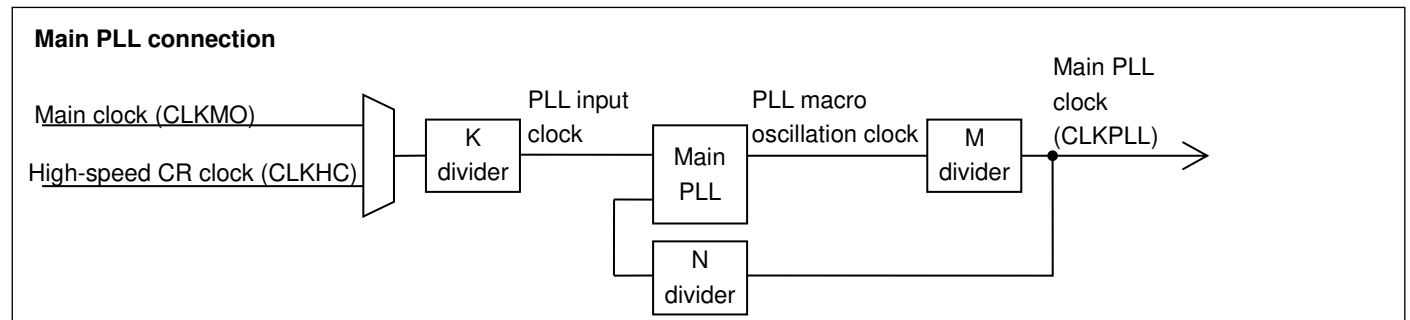 Main PLL connection
Main clock (CLKMO)
High-speed CR clock (CLKHC)
K
divider
PLL input
clock
Main
PLL
PLL macro
oscillation clock
M
divider
Main PLL
clock
(CLKPLL)
N
divider